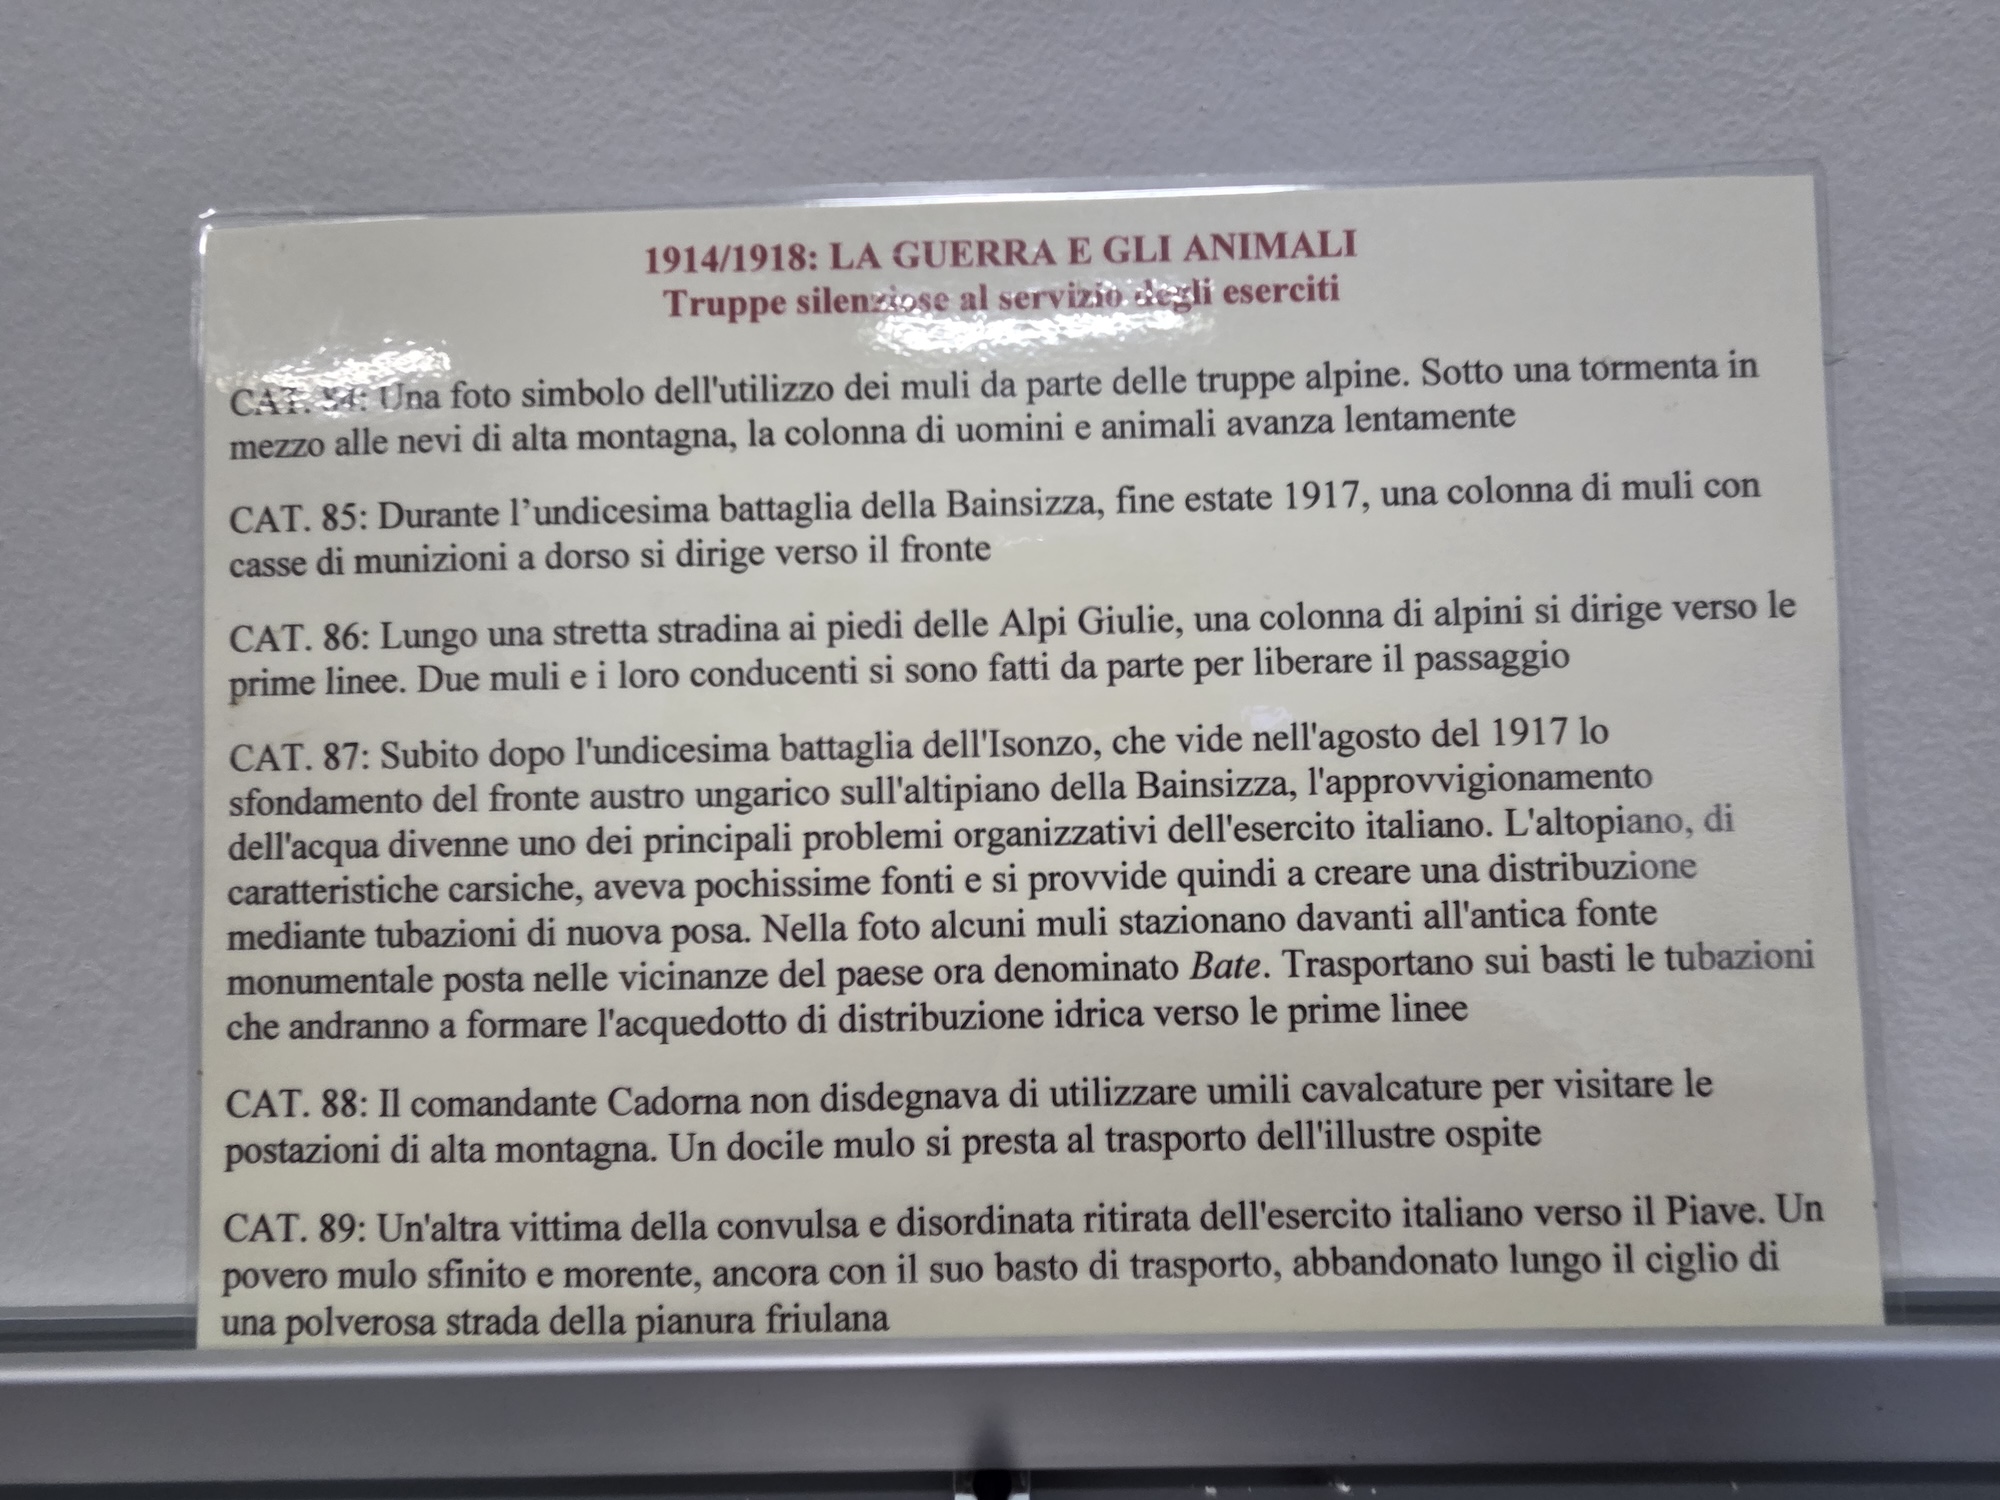 1914/1918: LA GUERRA E GLI ANIMALI
Truppe silenziose al servizio degli eserciti
CAT. 84: Una foto simbolo dell'utilizzo dei muli da parte delle truppe alpine. Sotto una tormenta in
mezzo alle nevi di alta montagna, la colonna di uomini e animali avanza lentamente
CAT. 85: Durante l’undicesima battaglia della Bainsizza, fine estate 1917, una colonna di muli con
casse di munizioni a dorso si dirige verso il fronte
CAT. 86: Lungo una stretta stradina ai piedi delle Alpi Giulie, una colonna di alpini si dirige verso le
prime linee. Due muli e i loro conducenti si sono fatti da parte per liberare il passaggio
CAT. 87: Subito dopo l'undicesima battaglia dell'Isonzo, che vide nell'agosto del 1917 lo
sfondamento del fronte austro ungarico sull'altipiano della Bainsizza, l'approvvigionamento
dell'acqua divenne uno dei principali problemi organizzativi dell'esercito italiano. L'altopiano, di
caratteristiche carsiche, aveva pochissime fonti e si provvide quindi a creare una distribuzione
mediante tubazioni di nuova posa. Nella foto alcuni muli stazionano davanti all'antica fonte
monumentale posta nelle vicinanze del paese ora denominato Bate. Trasportano sui basti le tubazioni
che andranno a formare l'acquedotto di distribuzione idrica verso le prime linee
CAT. 88: Il comandante Cadorna non disdegnava di utilizzare umili cavalcature per visitare le
postazioni di alta montagna. Un docile mulo si presta al trasporto dell'illustre ospite
CAT. 89: Un'altra vittima della convulsa e disordinata ritirata dell'esercito italiano verso il Piave. Un
povero mulo sfinito e morente, ancora con il suo basto di trasporto, abbandonato lungo il ciglio di
una polverosa strada della pianura friulana